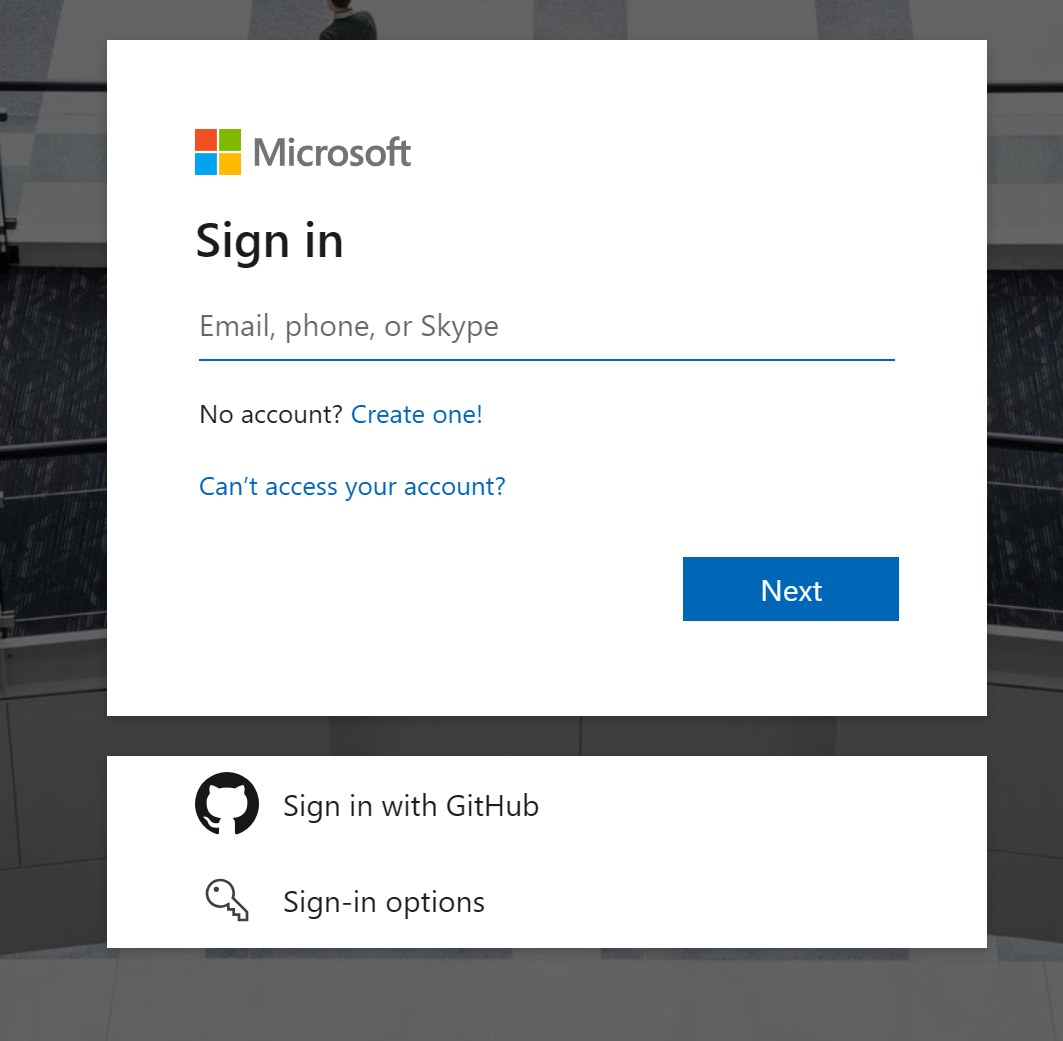 Microsoft
Sign in
Email, phone, or Skype
No account? Create one!
Can’t access your account?
Next
Sign in with GitHub
Sign-in options